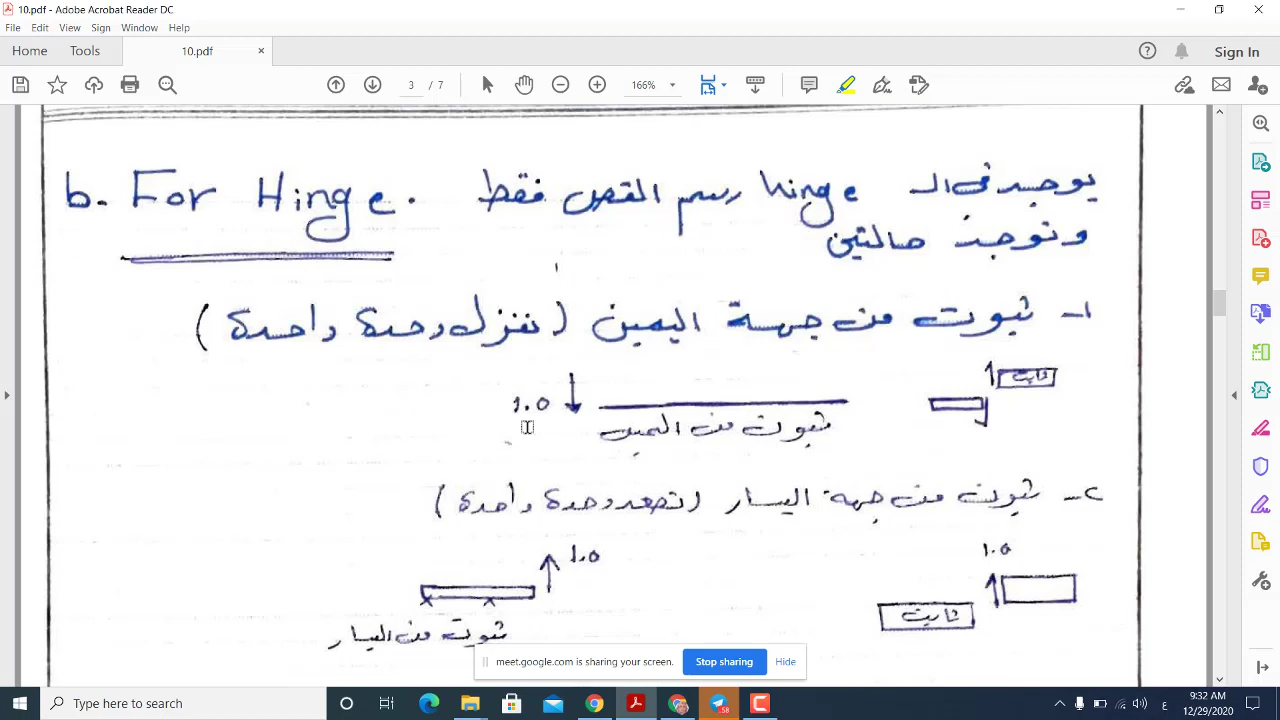 10.pdf - Adobe Acrobat Reader DC
File Edit View Sign Window Help
Home Tools 10.pdf × Sign In
3 / 7 166%
b. For Hinge. يوجد فى الـ hinge رسم القص فقط
وتوجد حالتين
١- ثبوت من جهة اليمين (ننزل وحدة واحدة)
ثابت
1.0
ثبوت من اليمين
٢- ثبوت من جهة اليسار (نصعد وحدة واحدة)
1.0 1.0
ثابت
ثبوت من اليسار
meet.google.com is sharing your screen. Stop sharing Hide
Type here to search
58
9:32 AM
12/29/2020